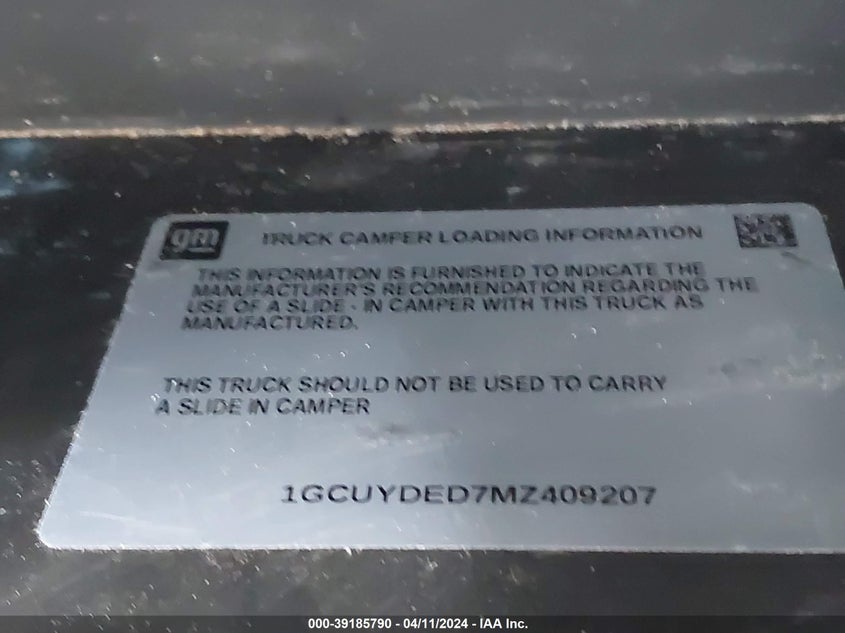 gm TRUCK CAMPER LOADING INFORMATION
THIS INFORMATION IS FURNISHED TO INDICATE THE
MANUFACTURER'S RECOMMENDATION REGARDING THE
USE OF A SLIDE - IN CAMPER WITH THIS TRUCK AS
MANUFACTURED.
THIS TRUCK SHOULD NOT BE USED TO CARRY
A SLIDE IN CAMPER
1GCUYDED7MZ409207
000-39185790 - 04/11/2024 - IAA Inc.